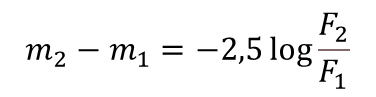 m₂ − m₁ = −2,5 log F₂/F₁